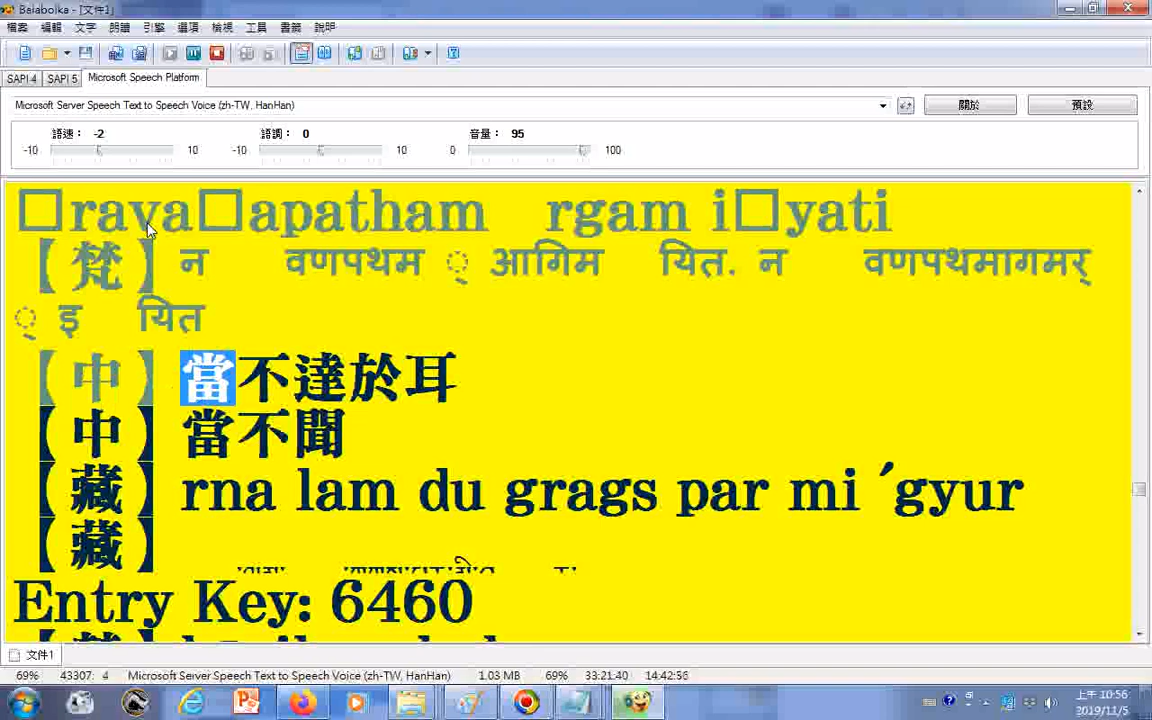 Balabolka - [文件1]
檔案 編輯 文字 朗讀 引擎 選項 檢視 工具 書籤 說明
SAPI 4 SAPI 5 Microsoft Speech Platform
Microsoft Server Speech Text to Speech Voice (zh-TW, HanHan) 關於 預設
語速： -2 語調： 0 音量： 95
-10 10 -10 10 0 100
□rava□apatham rgam i□yati
【梵】न वणपथम ् आगिम यित. न वणपथमागमर्
् इ यित
【中】當不達於耳
【中】當不聞
【藏】rna lam du grags par mi ´gyur
【藏】
Entry Key: 6460
文件1
69% 43307: 4 Microsoft Server Speech Text to Speech Voice (zh-TW, HanHan) 1.03 MB 69% 33:21:40 14:42:56
上午 10:56
2019/11/5